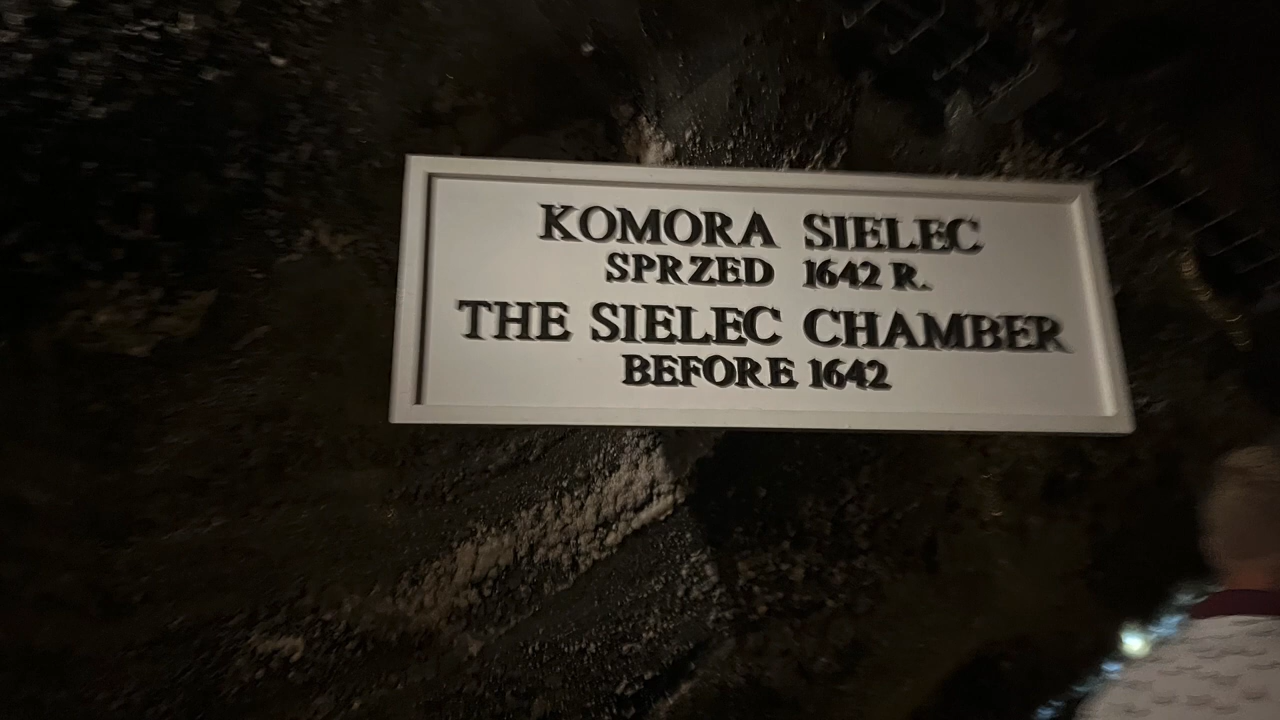 KOMORA SIELEC
SPRZED 1642 R.
THE SIELEC CHAMBER
BEFORE 1642